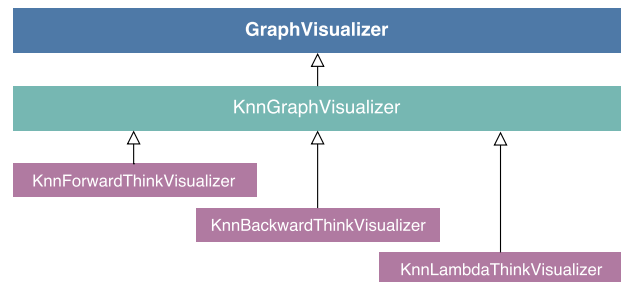 GraphVisualizer
KnnGraphVisualizer
KnnForwardThinkVisualizer
KnnBackwardThinkVisualizer
KnnLambdaThinkVisualizer